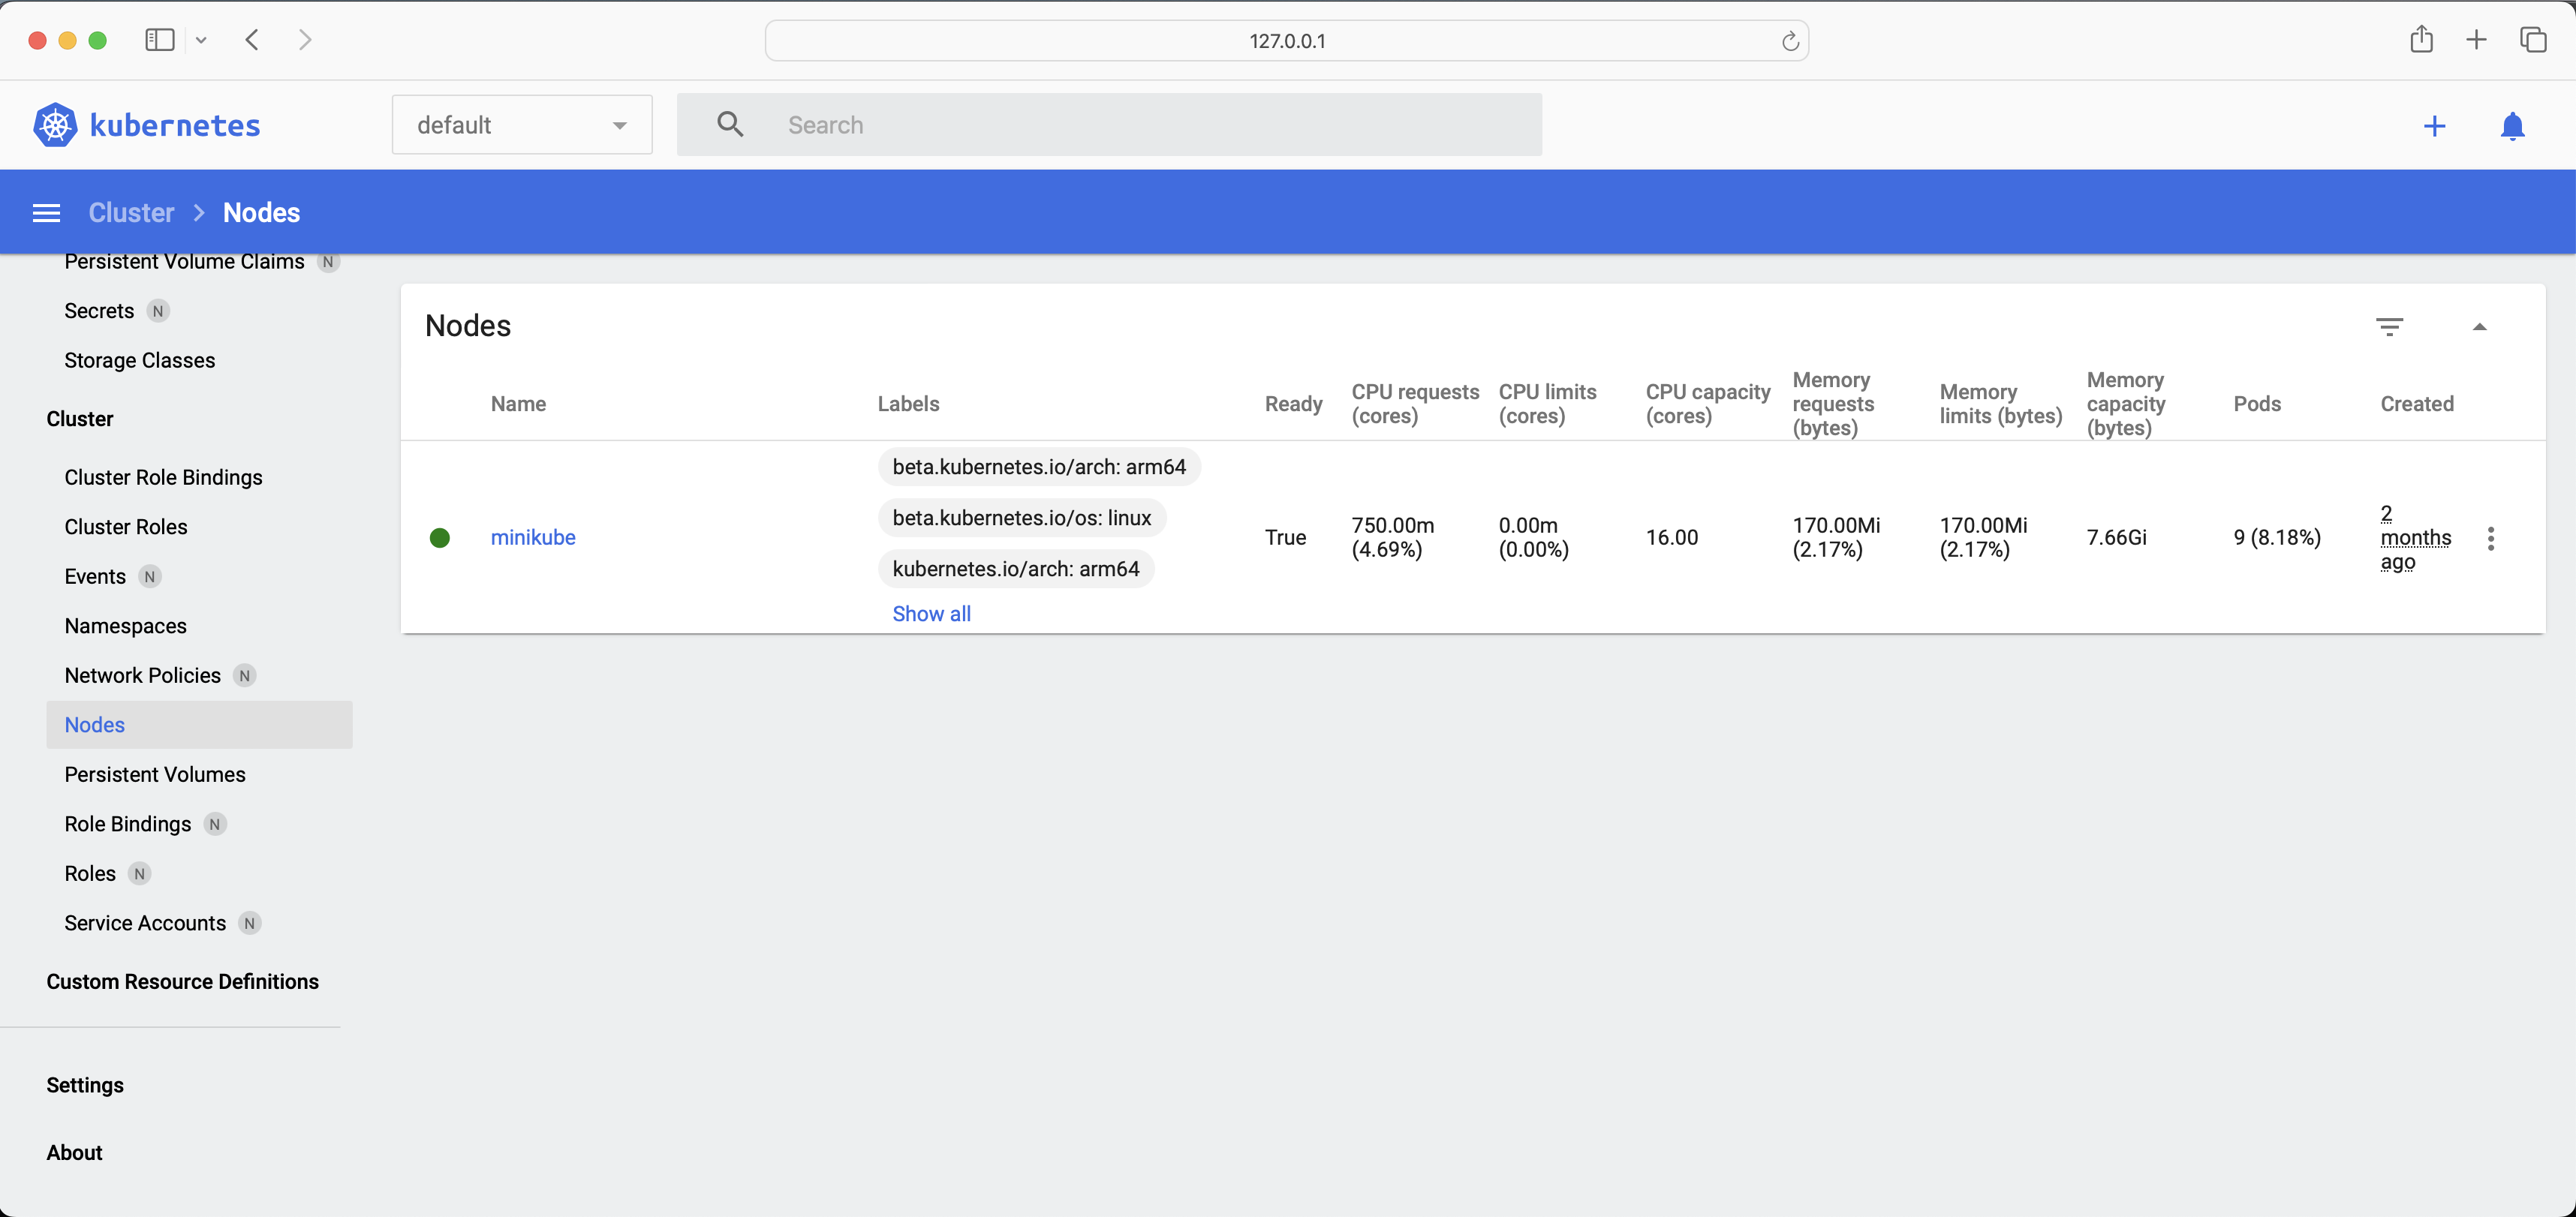 127.0.0.1
kubernetes
default
Search
Cluster > Nodes
Persistent Volume Claims N
Secrets N
Storage Classes
Cluster
Cluster Role Bindings
Cluster Roles
Events N
Namespaces
Network Policies N
Nodes
Persistent Volumes
Role Bindings N
Roles N
Service Accounts N
Custom Resource Definitions
Settings
About
Nodes
Name
Labels
Ready
CPU requests
(cores)
CPU limits
(cores)
CPU capacity
(cores)
Memory
requests
(bytes)
Memory
limits (bytes)
Memory
capacity
(bytes)
Pods
Created
minikube
beta.kubernetes.io/arch: arm64
beta.kubernetes.io/os: linux
kubernetes.io/arch: arm64
Show all
True
750.00m
(4.69%)
0.00m
(0.00%)
16.00
170.00Mi
(2.17%)
170.00Mi
(2.17%)
7.66Gi
9 (8.18%)
2
months
ago